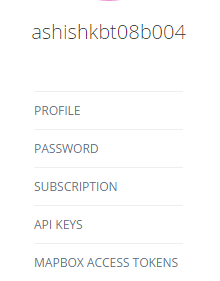 ashishkbt08b004
PROFILE
PASSWORD
SUBSCRIPTION
API KEYS
MAPBOX ACCESS TOKENS